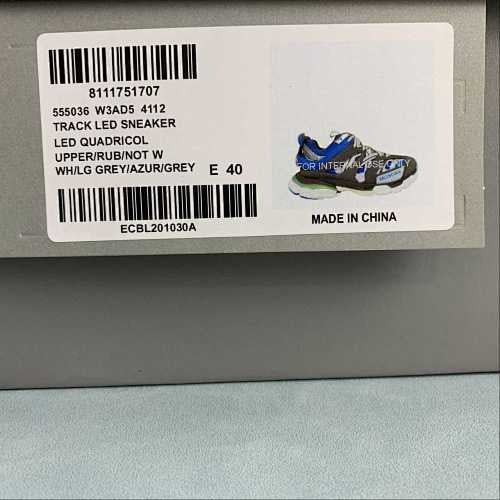 8111751707
555036 W3AD5 4112
TRACK LED SNEAKER
LED QUADRICOL
UPPER/RUB/NOT W
WH/LG GREY/AZUR/GREY E 40
ECBL201030A
FOR INTERNAL USE ONLY
BALENCIAGA
MADE IN CHINA